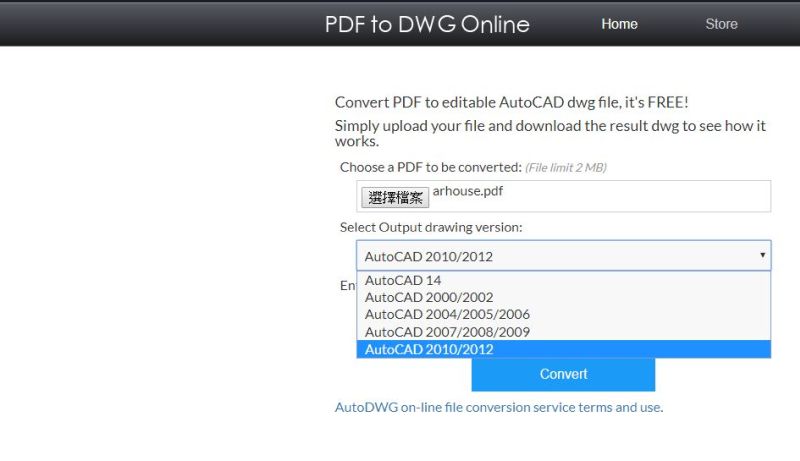 PDF to DWG Online Home Store
Convert PDF to editable AutoCAD dwg file, it's FREE!
Simply upload your file and download the result dwg to see how it
works.
Choose a PDF to be converted: (File limit 2 MB)
選擇檔案 arhouse.pdf
Select Output drawing version:
AutoCAD 2010/2012
AutoCAD 14
AutoCAD 2000/2002
AutoCAD 2004/2005/2006
AutoCAD 2007/2008/2009
AutoCAD 2010/2012
Convert
AutoDWG on-line file conversion service terms and use.